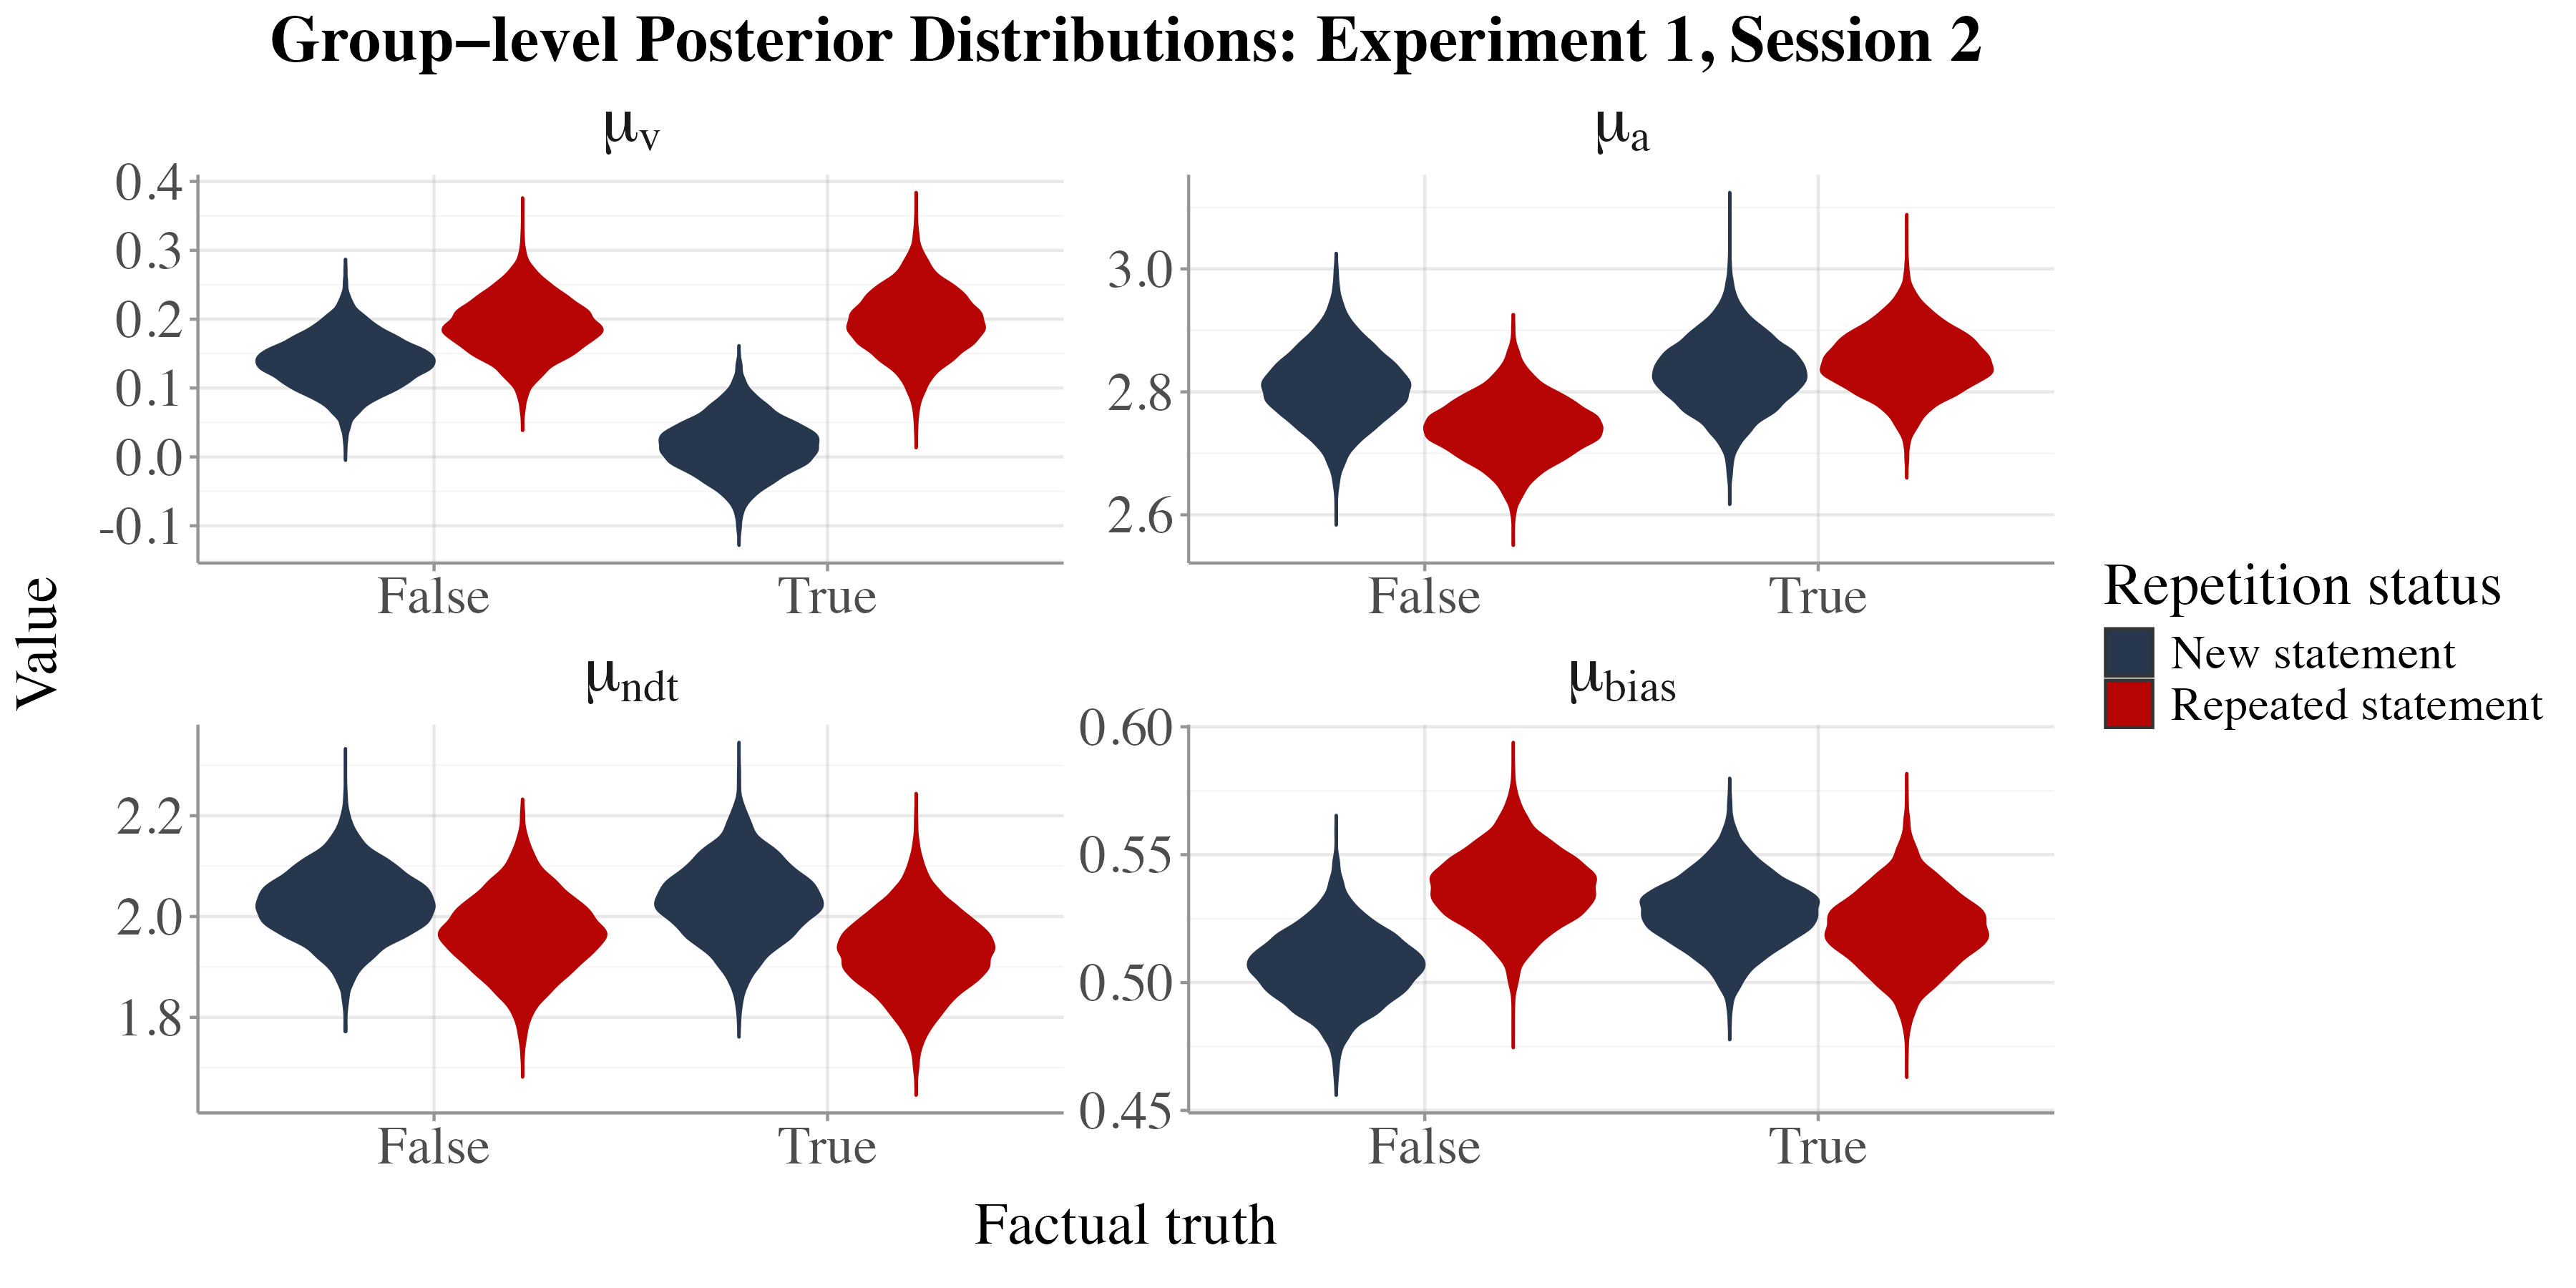 Group–level Posterior Distributions: Experiment 1, Session 2
μv
0.4
0.3
0.2
0.1
0.0
-0.1
False True
μa
3.0
2.8
2.6
False True
Value
μndt
2.2
2.0
1.8
False True
μbias
0.60
0.55
0.50
0.45
False True
Factual truth
Repetition status
New statement
Repeated statement